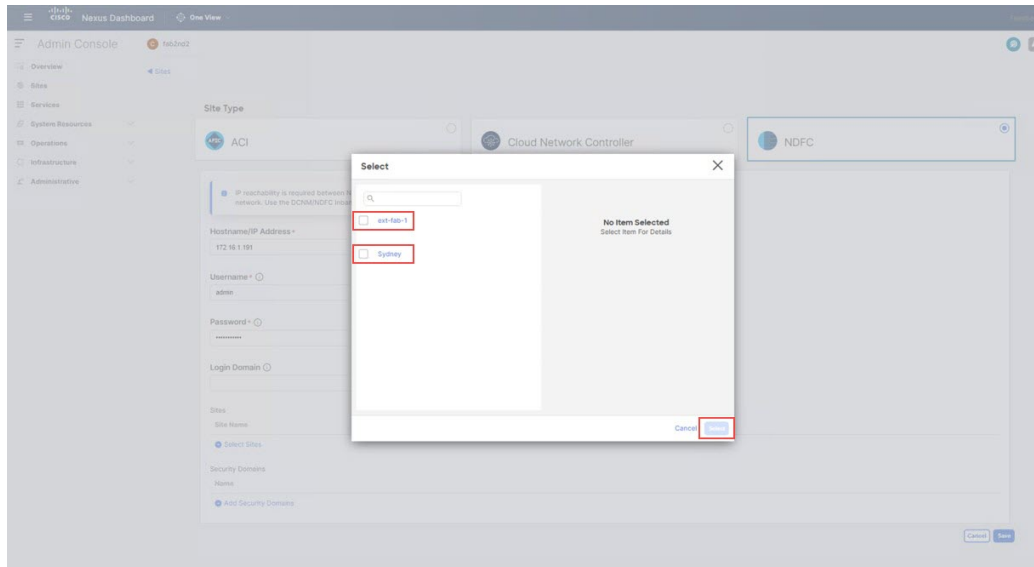 CISCO Nexus Dashboard One View
Admin Console
fab2nd2
Overview
Sites
Sites
Services
System Resources
Operations
Infrastructure
Administrative
Site Type
ACI
Cloud Network Controller
NDFC
IP reachability is required between
network. Use the DCNM/NDFC
Hostname/IP Address *
172.16.1.191
Username *
admin
Password *
Login Domain
Sites
Site Name
Select Sites
Security Domains
Name
Add Security Domains
Select
ext-fab-1
Sydney
No Item Selected
Select Item For Details
Cancel Select
Cancel Save